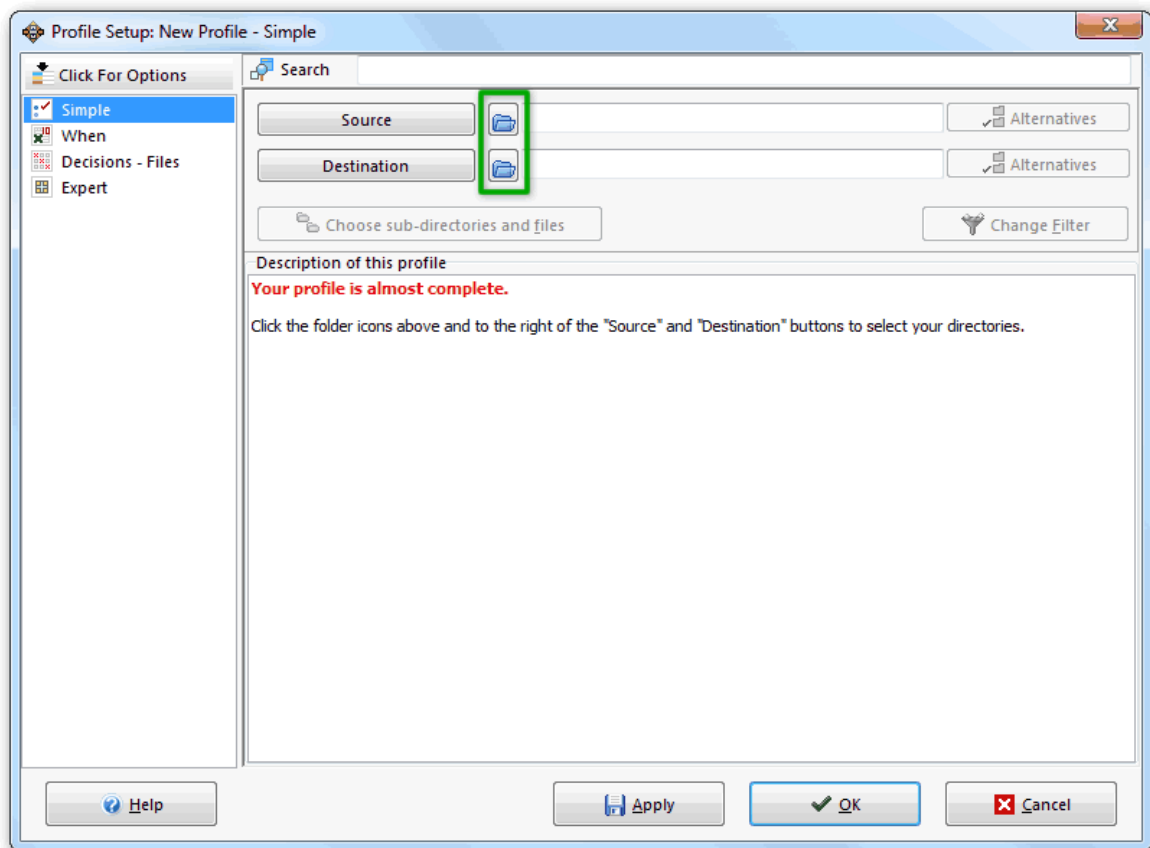 Profile Setup: New Profile - Simple
X
Click For Options
Search
Simple
When
Decisions - Files
Expert
Source
Alternatives
Destination
Alternatives
Choose sub-directories and files
Change Filter
Description of this profile
Your profile is almost complete.
Click the folder icons above and to the right of the "Source" and "Destination" buttons to select your directories.
Help
Apply
OK
Cancel